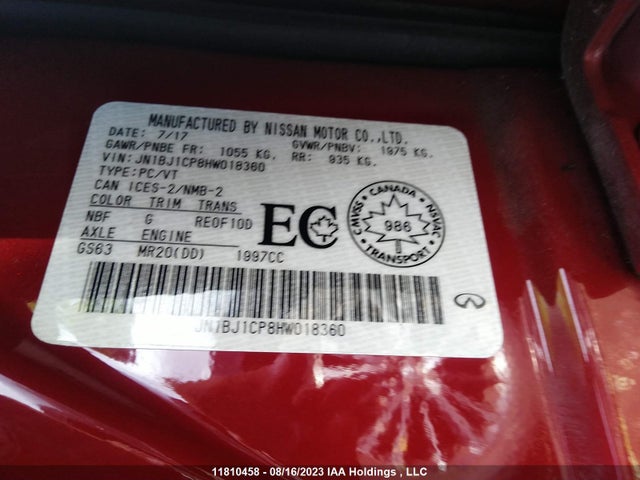 MANUFACTURED BY NISSAN MOTOR CO.,LTD.
DATE: 7/17
GAWR/PNBE FR: 1055 KG. GVWR/PNBV: 1975 KG.
VIN: JN1BJ1CP8HW018360 RR: 935 KG.
TYPE:PC/VT
CAN ICES-2/NMB-2
COLOR TRIM TRANS
NBF G RE0F10D
AXLE ENGINE
GS63 MR20(DD) 1997CC
EC
CANADA
CMVSS 986 NSVAC
TRANSPORT
JN1BJ1CP8HW018360
11810458 - 08/16/2023 IAA Holdings , LLC